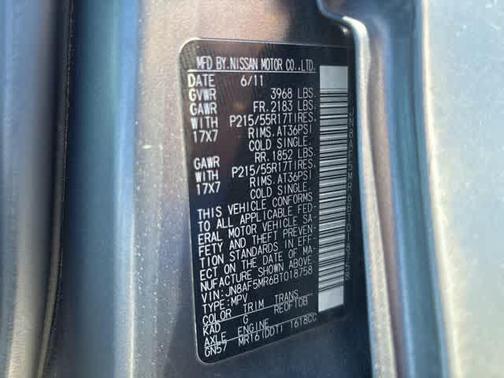 MFD BY.NISSAN MOTOR CO.,LTD.
DATE 6/11
GVWR 3968 LBS.
GAWR FR.2183 LBS.
WITH P215/55R17TIRES.
17X7 RIMS.AT36PSI
COLD SINGLE.
GAWR RR.1852 LBS.
WITH P215/55R17TIRES.
17X7 RIMS.AT36PSI
COLD SINGLE.
THIS VEHICLE CONFORMS
TO ALL APPLICABLE FED-
ERAL MOTOR VEHICLE SA-
FETY AND THEFT PREVEN-
TION STANDARDS IN EFF-
ECT ON THE DATE OF MA-
NUFACTURE SHOWN ABOVE.
VIN:JN8AF5MR6BT018758
TYPE:MPV
COLOR TRIM TRANS
KAD G RE0F10B
AXLE ENGINE
GN57 MR16(DDT) 1618CC